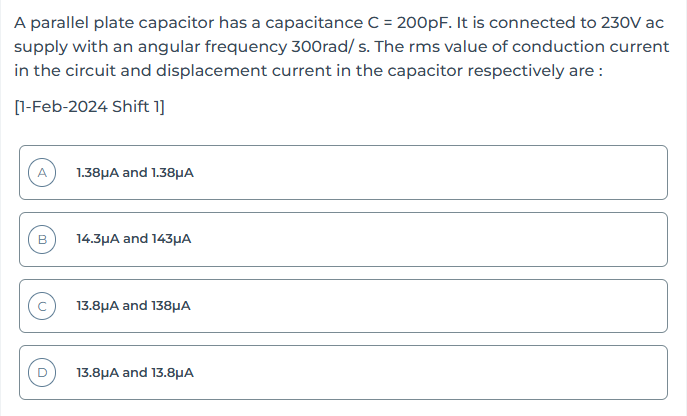 A parallel plate capacitor has a capacitance C = 200pF. It is connected to 230V ac
supply with an angular frequency 300rad/ s. The rms value of conduction current
in the circuit and displacement current in the capacitor respectively are :
[1-Feb-2024 Shift 1]
A 1.38μA and 1.38μA
B 14.3μA and 143μA
C 13.8μA and 138μA
D 13.8μA and 13.8μA